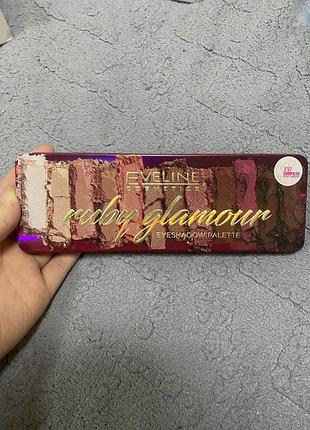 EVELINE
COSMETICS
ruby glamour
EYESHADOW PALETTE